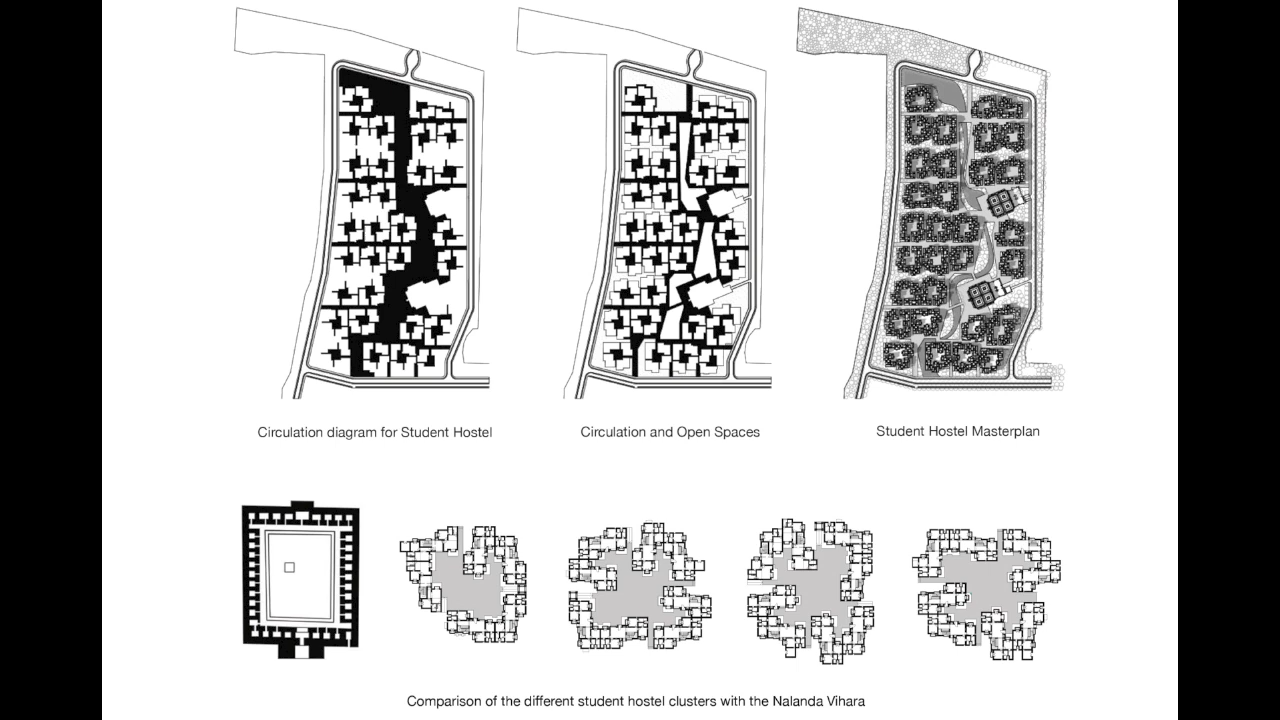 Circulation diagram for Student Hostel
Circulation and Open Spaces
Student Hostel Masterplan
Comparison of the different student hostel clusters with the Nalanda Vihara